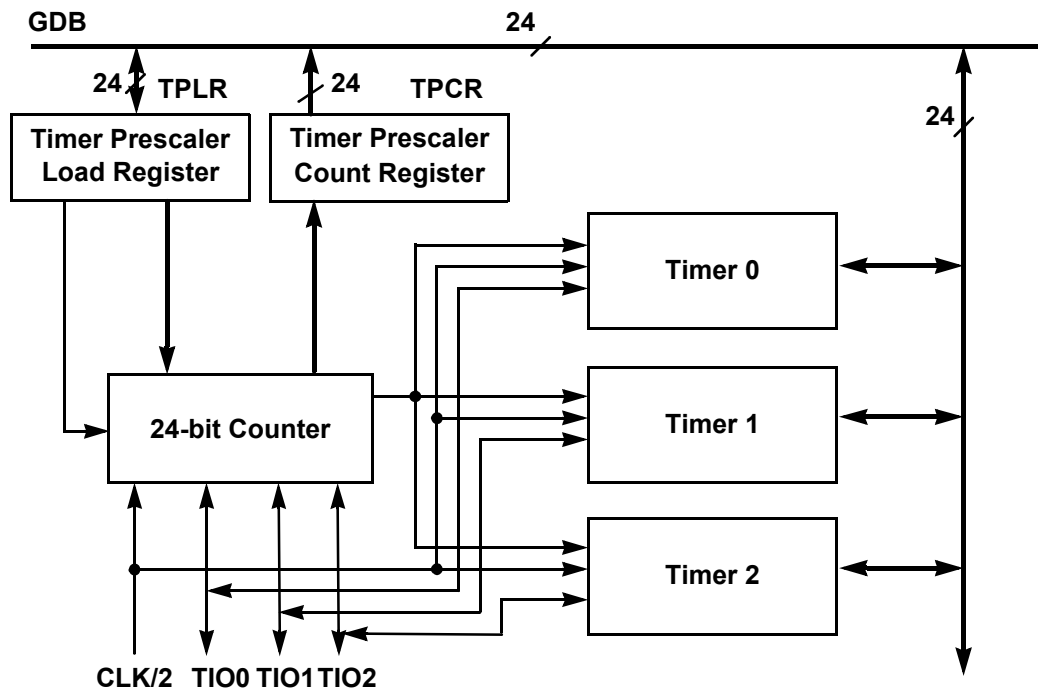 GDB
24
24
TPLR
24
TPCR
24
Timer Prescaler
Load Register
Timer Prescaler
Count Register
Timer 0
24-bit Counter
Timer 1
Timer 2
CLK/2
TIO0
TIO1
TIO2